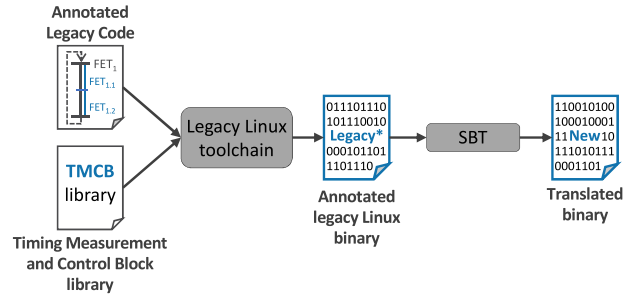 Annotated
Legacy Code
FET1
FET1.1
FET1.2
TMCB
library
Timing Measurement
and Control Block
library
Legacy Linux
toolchain
011101110
101110010
Legacy*
000101101
1101110
Annotated
legacy Linux
binary
SBT
110010100
100010001
11New10
111010111
0001101
Translated
binary